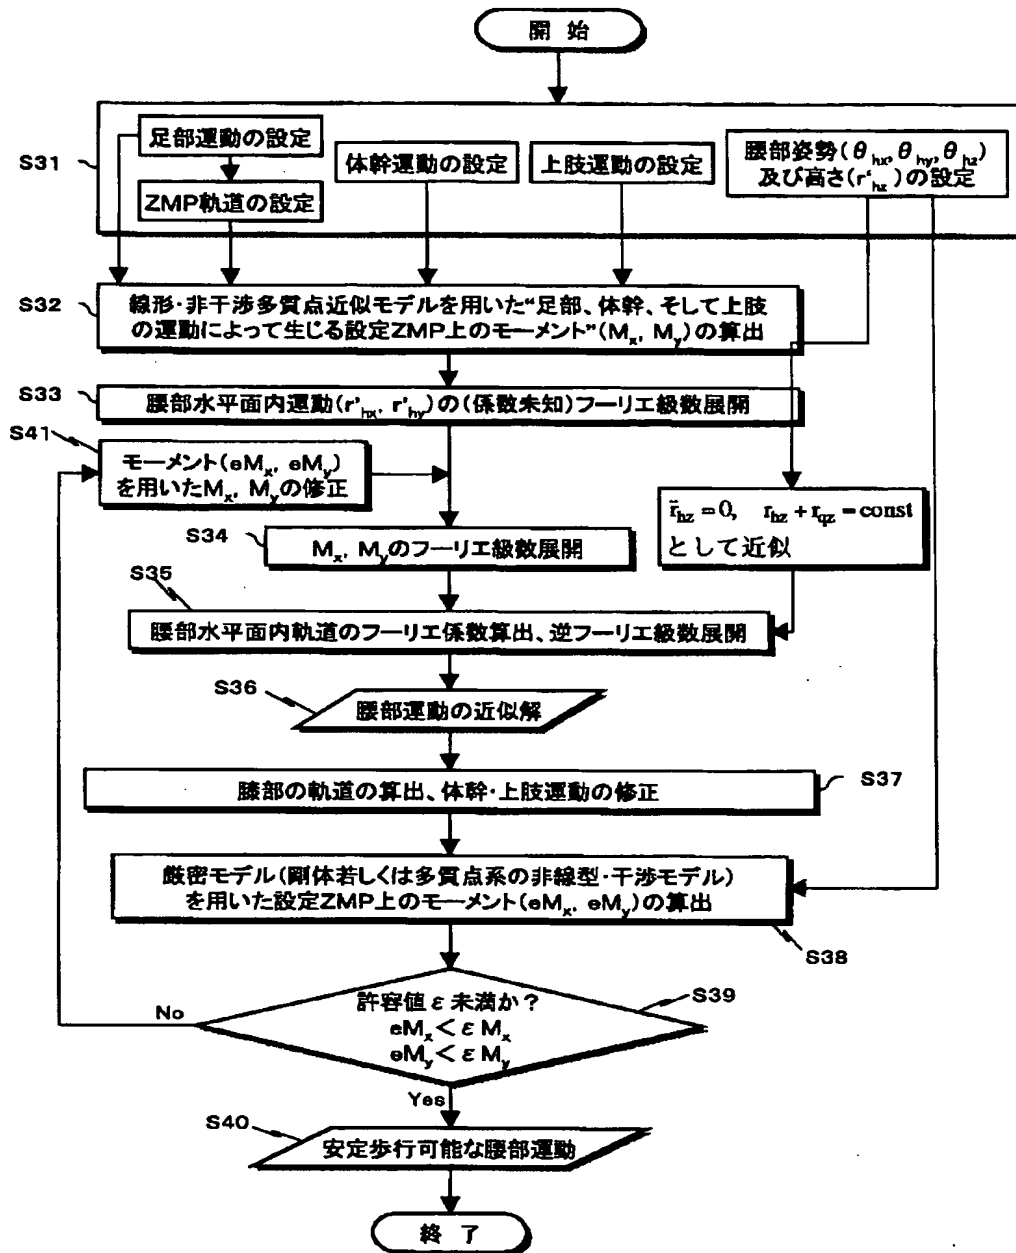 開 始
S31
足部運動の設定
ZMP軌道の設定
体幹運動の設定
上肢運動の設定
腰部姿勢(θhx, θhy, θhz)
及び高さ(r'hz)の設定
S32
線形・非干渉多質点近似モデルを用いた“足部、体幹、そして上肢
の運動によって生じる設定ZMP上のモーメント”(Mx, My)の算出
S33
腰部水平面内運動(r'hx, r'hy)の(係数未知)フーリエ級数展開
S41
モーメント(eMx, eMy)
を用いたMx, Myの修正
r̈hz = 0, rhz + rqz = const
として近似
S34
Mx, Myのフーリエ級数展開
S35
腰部水平面内軌道のフーリエ係数算出、逆フーリエ級数展開
S36
腰部運動の近似解
S37
膝部の軌道の算出、体幹・上肢運動の修正
厳密モデル(剛体若しくは多質点系の非線型・干渉モデル)
を用いた設定ZMP上のモーメント(eMx, eMy)の算出
S38
S39
許容値ε未満か?
eMx < εMx
eMy < εMy
No
Yes
S40
安定歩行可能な腰部運動
終 了